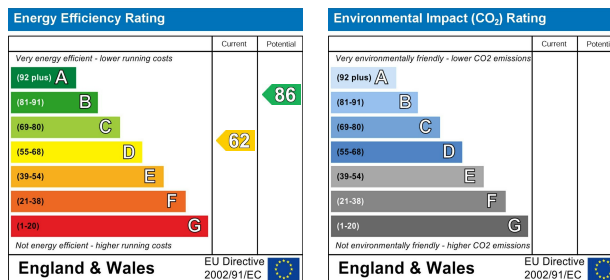 Energy Efficiency Rating
Current Potential
Very energy efficient - lower running costs
(92 plus) A
(81-91) B
(69-80) C
(55-68) D
(39-54) E
(21-38) F
(1-20) G
62
86
Not energy efficient - higher running costs
England & Wales
EU Directive
2002/91/EC
Environmental Impact (CO₂) Rating
Current Potential
Very environmentally friendly - lower CO2 emissions
(92 plus) A
(81-91) B
(69-80) C
(55-68) D
(39-54) E
(21-38) F
(1-20) G
Not environmentally friendly - higher CO2 emissions
England & Wales
EU Directive
2002/91/EC